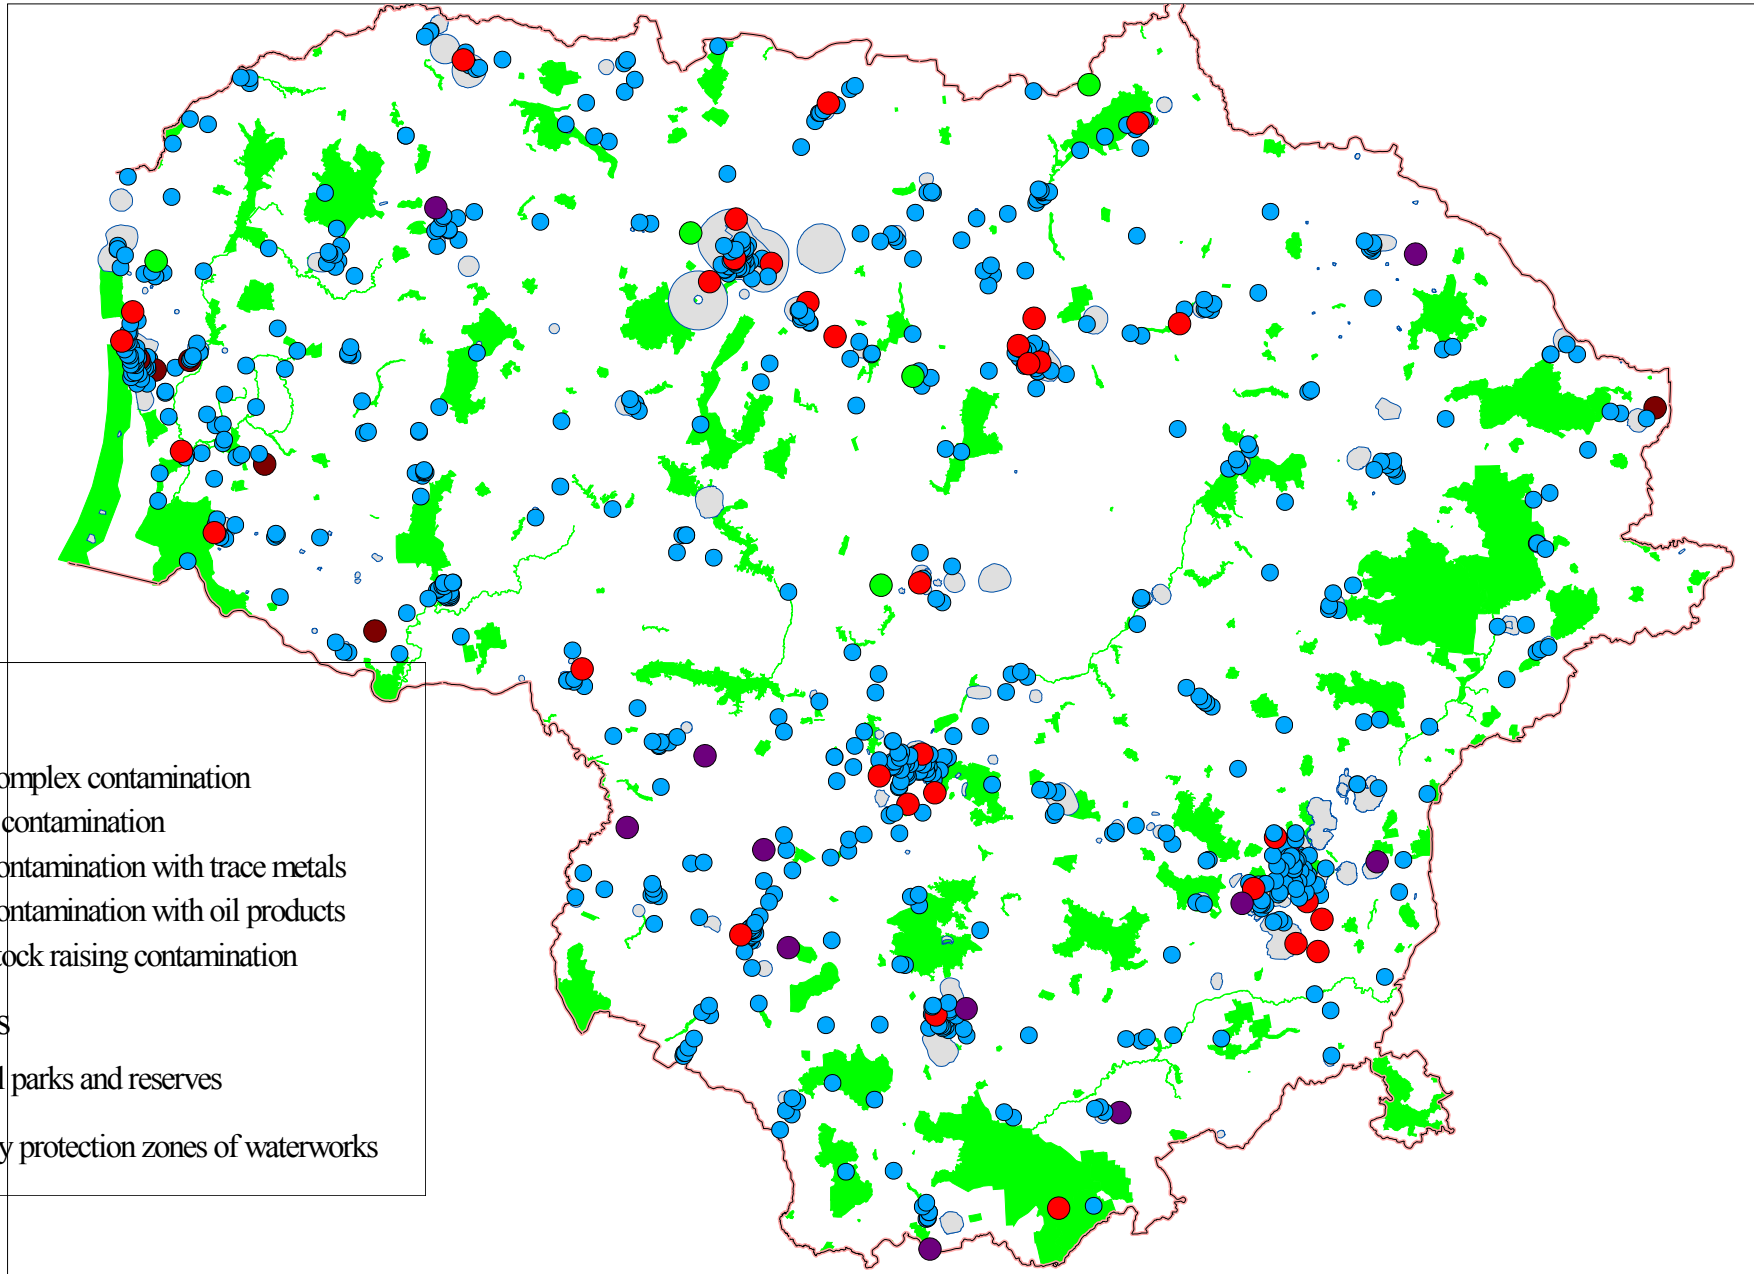 omplex contamination
contamination
ontamination with trace metals
ontamination with oil products
tock raising contamination
s
l parks and reserves
y protection zones of waterworks